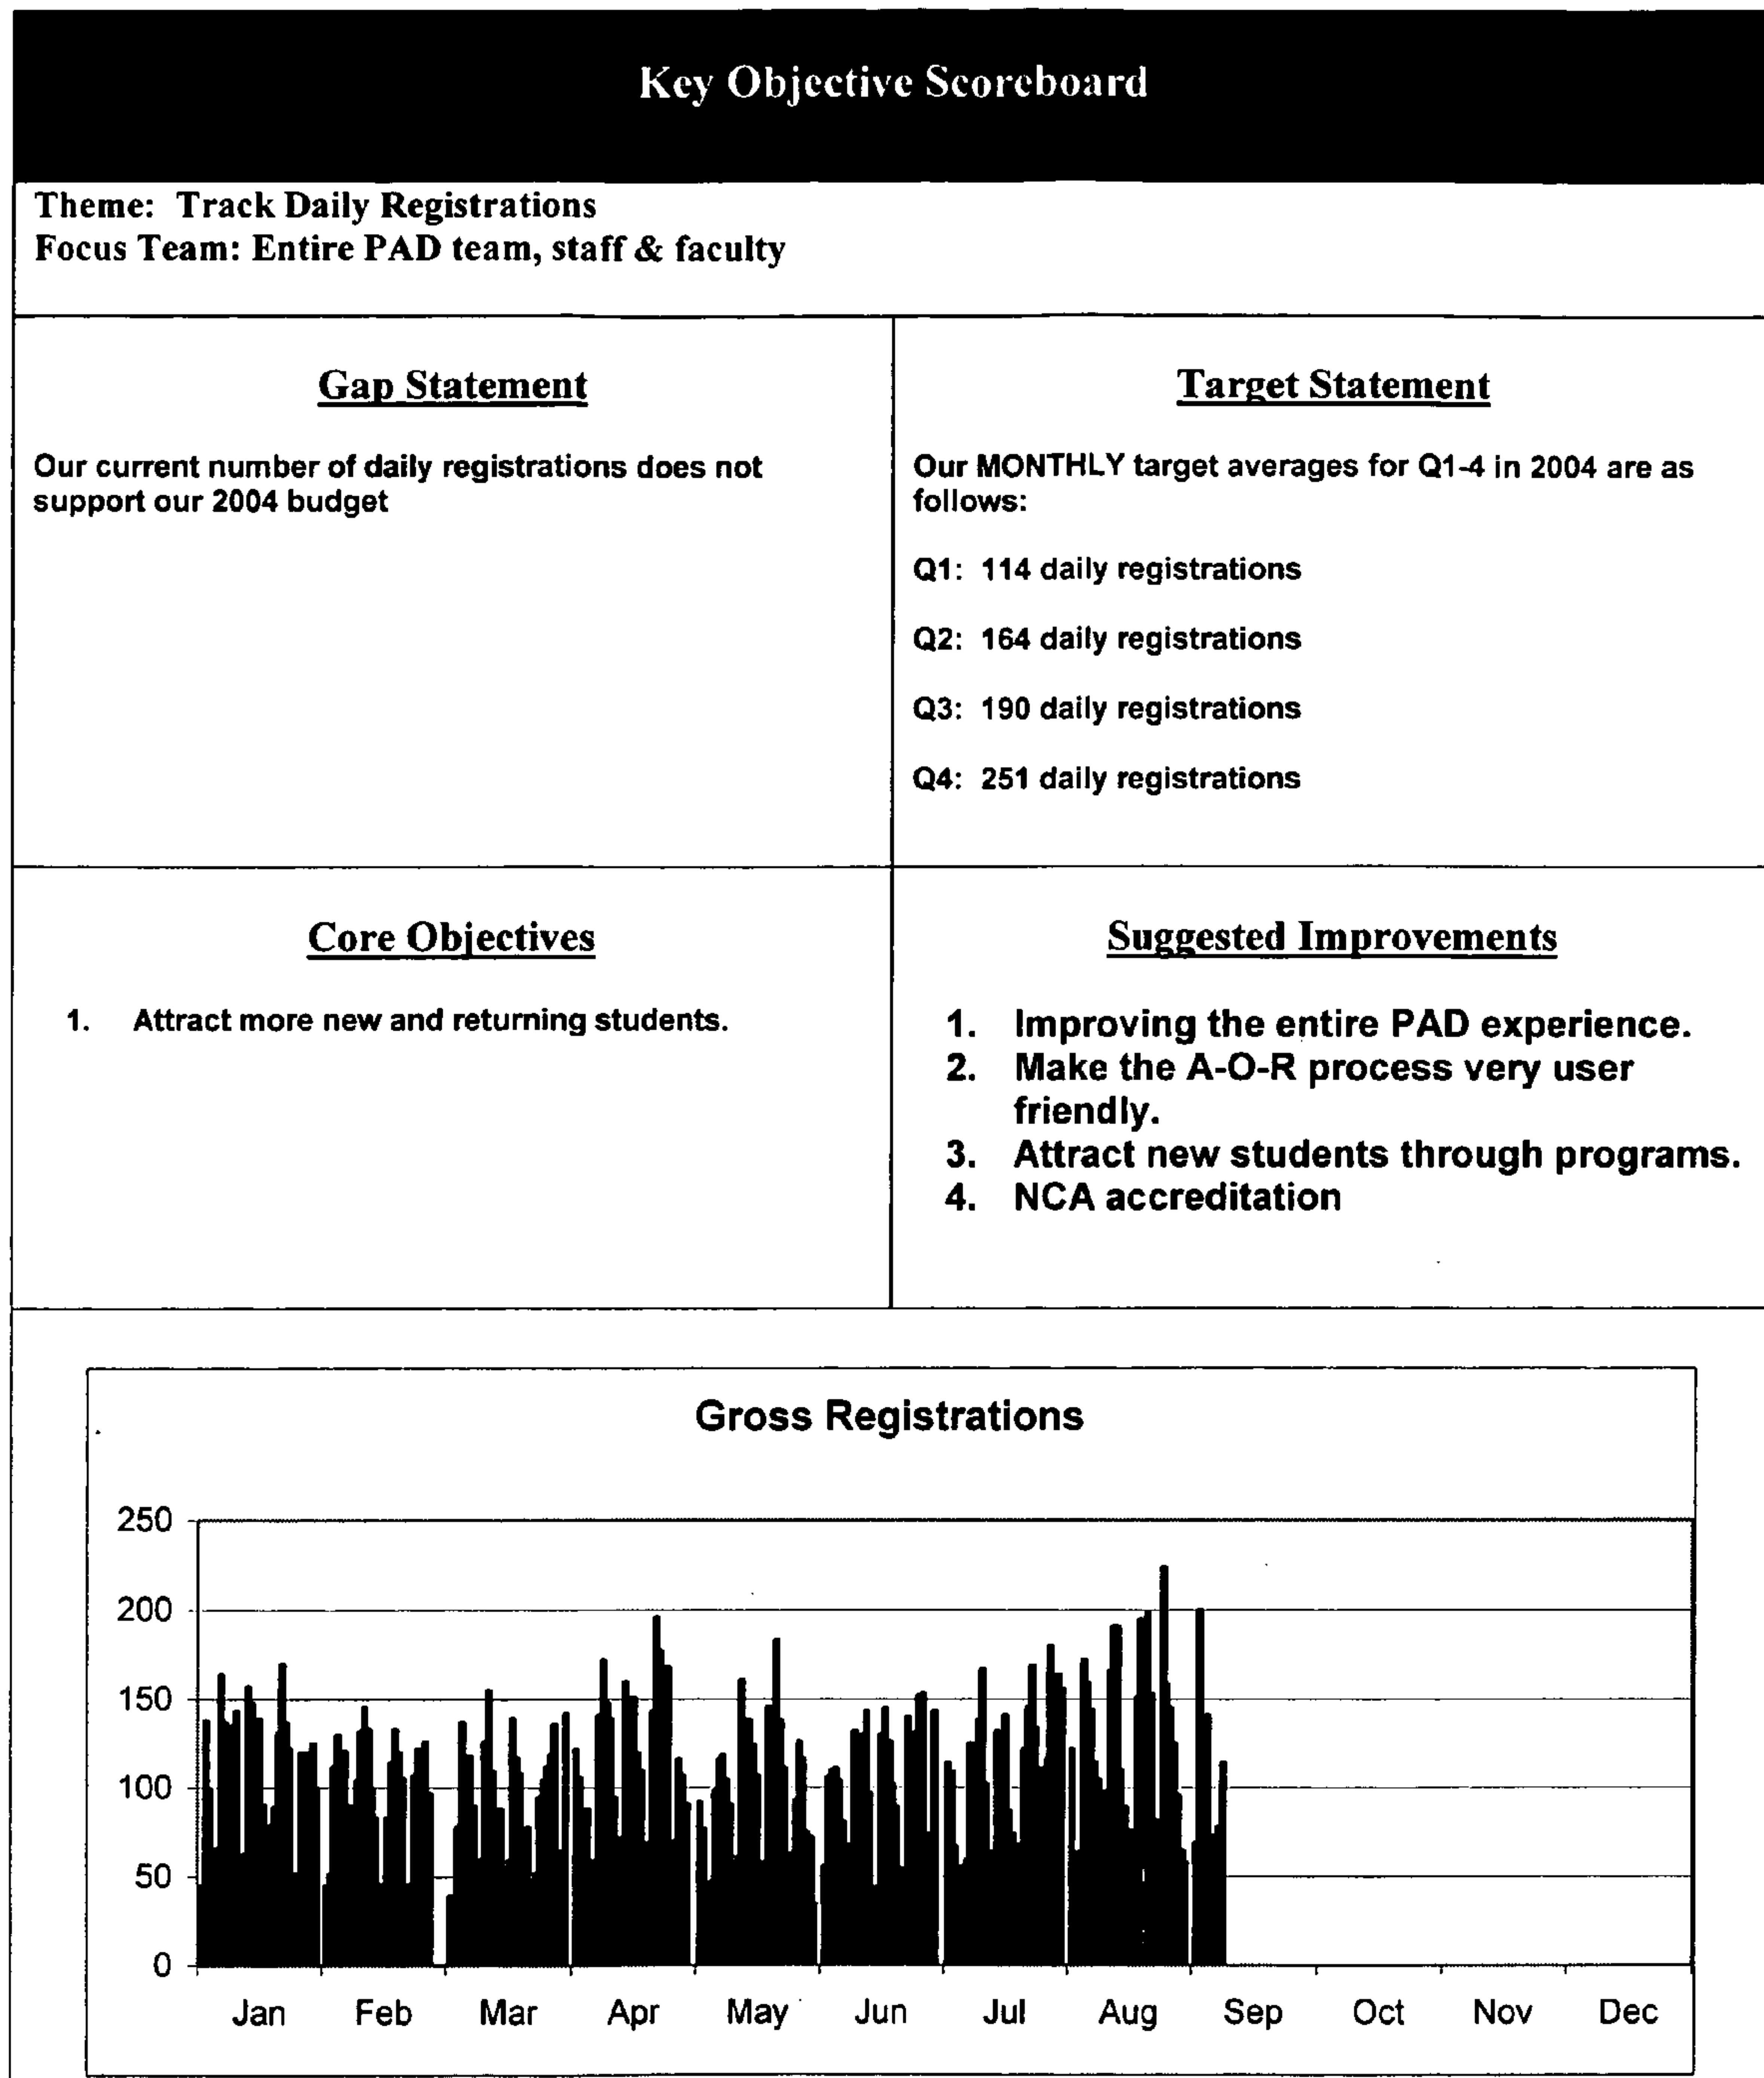 Key Objective Scoreboard
Theme: Track Daily Registrations
Focus Team: Entire PAD team, staff & faculty
Gap Statement
Our current number of daily registrations does not
support our 2004 budget
Target Statement
Our MONTHLY target averages for Q1-4 in 2004 are as
follows:
Q1: 114 daily registrations
Q2: 164 daily registrations
Q3: 190 daily registrations
Q4: 251 daily registrations
Core Objectives
1. Attract more new and returning students.
Suggested Improvements
1. Improving the entire PAD experience.
2. Make the A-O-R process very user
friendly.
3. Attract new students through programs.
4. NCA accreditation
Gross Registrations
250
200
150
100
50
0
Jan Feb Mar Apr May Jun Jul Aug Sep Oct Nov Dec